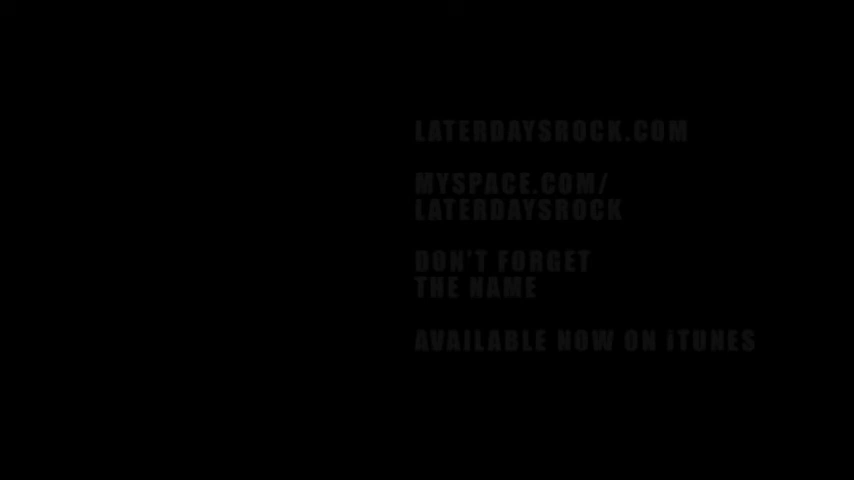 LATERDAYSROCK.COM
MYSPACE.COM/
LATERDAYSROCK
DON'T FORGET
THE NAME
AVAILABLE NOW ON iTUNES